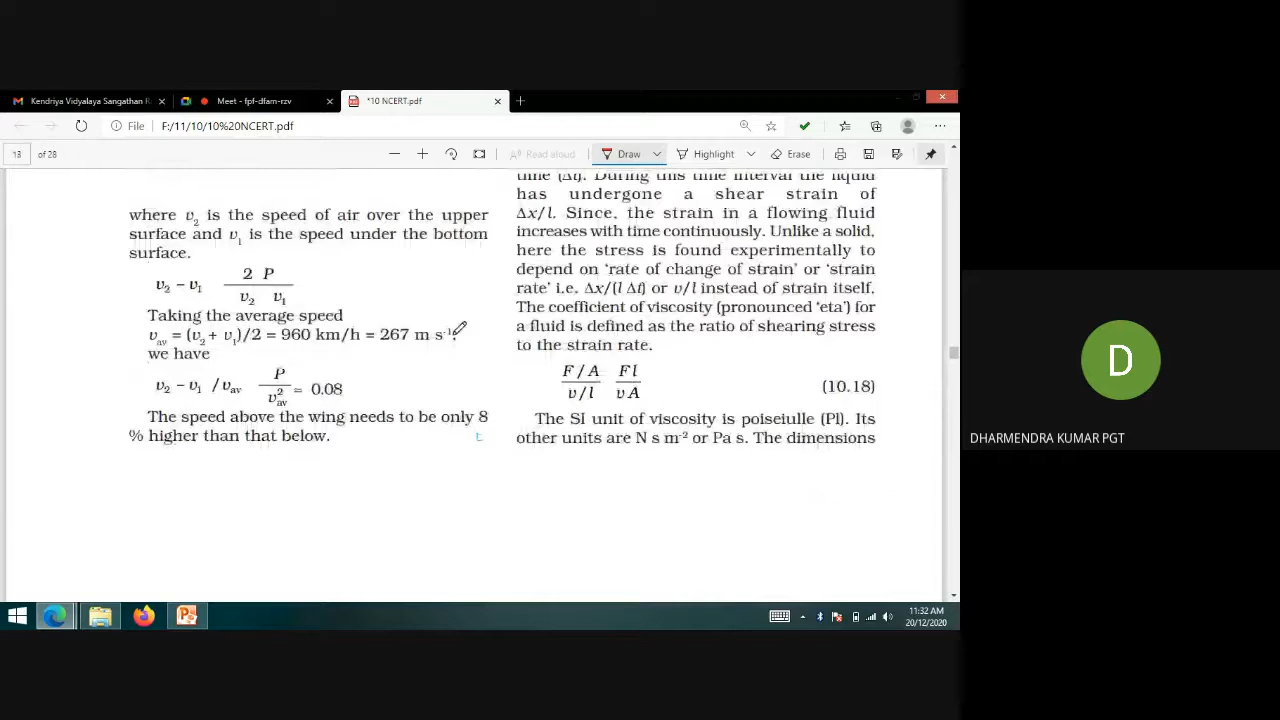 Kendriya Vidyalaya Sangathan R
Meet - fpf-dfam-rzv
*10 NCERT.pdf
File
F:/11/10/10%20NCERT.pdf
13 of 28
Read aloud
Draw
Highlight
Erase
where v2 is the speed of air over the upper
surface and v1 is the speed under the bottom
surface.
v2 – v1 2 P / v2 v1
Taking the average speed
vav = (v2 + v1)/2 = 960 km/h = 267 m s-1,
we have
v2 – v1 /vav P / v2av = 0.08
The speed above the wing needs to be only 8
% higher than that below.
t
time (Δt). During this time interval the liquid
has undergone a shear strain of
Δx/l. Since, the strain in a flowing fluid
increases with time continuously. Unlike a solid,
here the stress is found experimentally to
depend on ‘rate of change of strain’ or ‘strain
rate’ i.e. Δx/(l Δt) or v/l instead of strain itself.
The coefficient of viscosity (pronounced ‘eta’) for
a fluid is defined as the ratio of shearing stress
to the strain rate.
F / A / v / l F l / v A (10.18)
The SI unit of viscosity is poiseiulle (Pl). Its
other units are N s m-2 or Pa s. The dimensions
D
DHARMENDRA KUMAR PGT
11:32 AM
20/12/2020